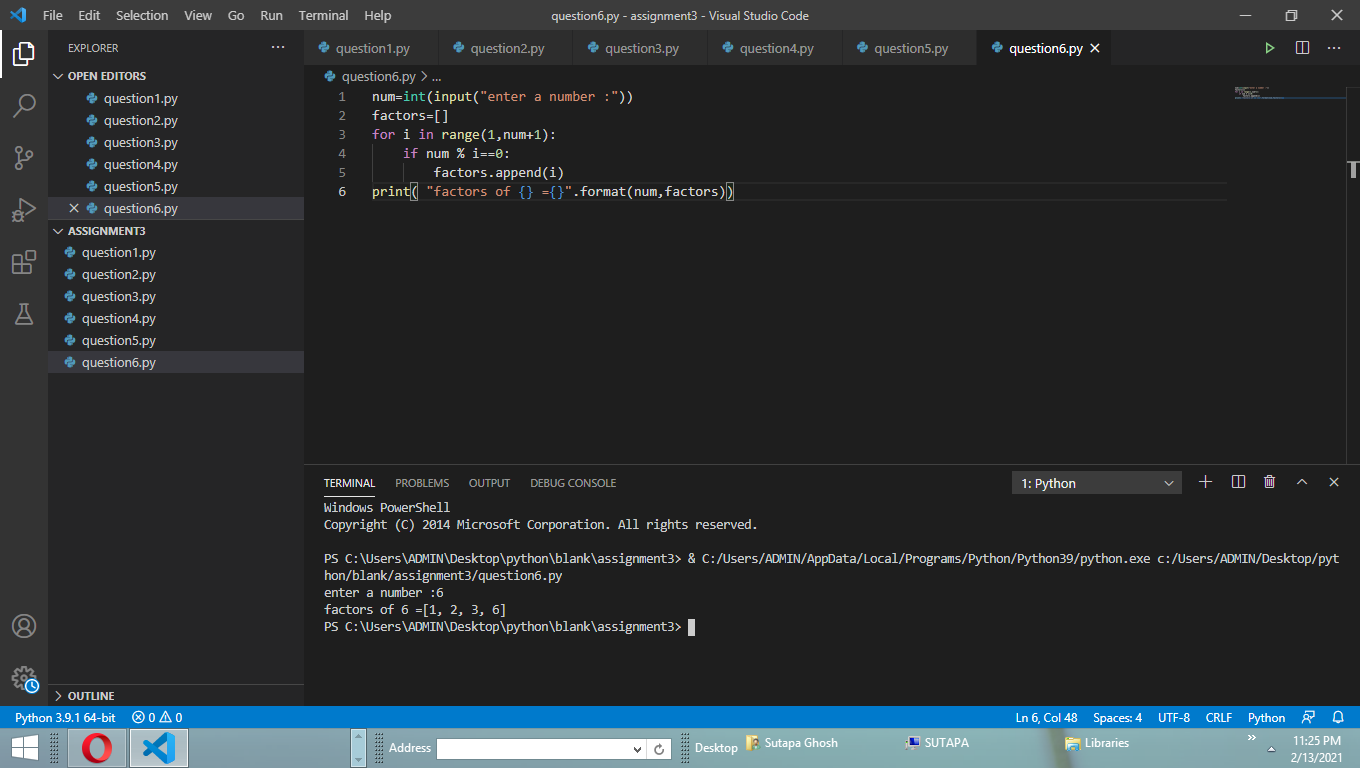 File Edit Selection View Go Run Terminal Help question6.py - assignment3 - Visual Studio Code
EXPLORER
question1.py question2.py question3.py question4.py question5.py question6.py
OPEN EDITORS
question1.py
question2.py
question3.py
question4.py
question5.py
question6.py
ASSIGNMENT3
question1.py
question2.py
question3.py
question4.py
question5.py
question6.py
OUTLINE
question6.py > ...
1 num=int(input("enter a number :"))
2 factors=[]
3 for i in range(1,num+1):
4     if num % i==0:
5         factors.append(i)
6 print( "factors of {} ={}".format(num,factors))
TERMINAL PROBLEMS OUTPUT DEBUG CONSOLE 1: Python
Windows PowerShell
Copyright (C) 2014 Microsoft Corporation. All rights reserved.
PS C:\Users\ADMIN\Desktop\python\blank\assignment3> & C:/Users/ADMIN/AppData/Local/Programs/Python/Python39/python.exe c:/Users/ADMIN/Desktop/pyt
hon/blank/assignment3/question6.py
enter a number :6
factors of 6 =[1, 2, 3, 6]
PS C:\Users\ADMIN\Desktop\python\blank\assignment3>
Python 3.9.1 64-bit 0 0 Ln 6, Col 48 Spaces: 4 UTF-8 CRLF Python
Address Desktop Sutapa Ghosh SUTAPA Libraries 11:25 PM
2/13/2021